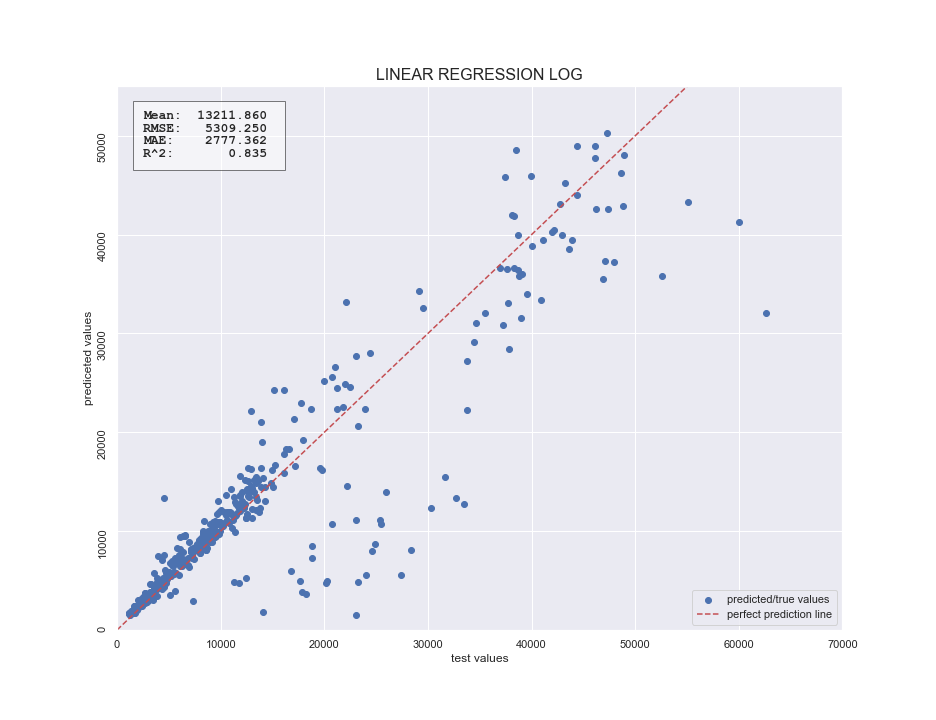 LINEAR REGRESSION LOG
Mean: 13211.860
RMSE: 5309.250
MAE: 2777.362
R^2: 0.835
50000
40000
30000
20000
10000
0
prediceted values
predicted/true values
perfect prediction line
0 10000 20000 30000 40000 50000 60000 70000
test values